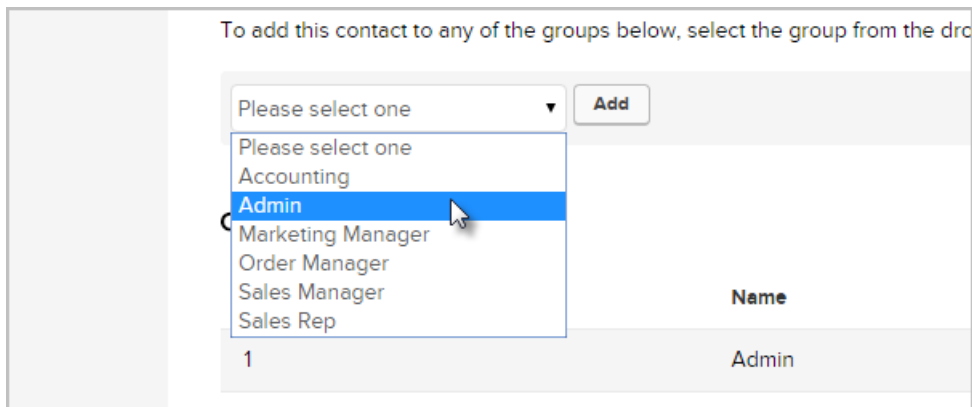 To add this contact to any of the groups below, select the group from the
Please select one
Add
Please select one
Accounting
Admin
Marketing Manager
Order Manager
Sales Manager
Sales Rep
Name
1 Admin